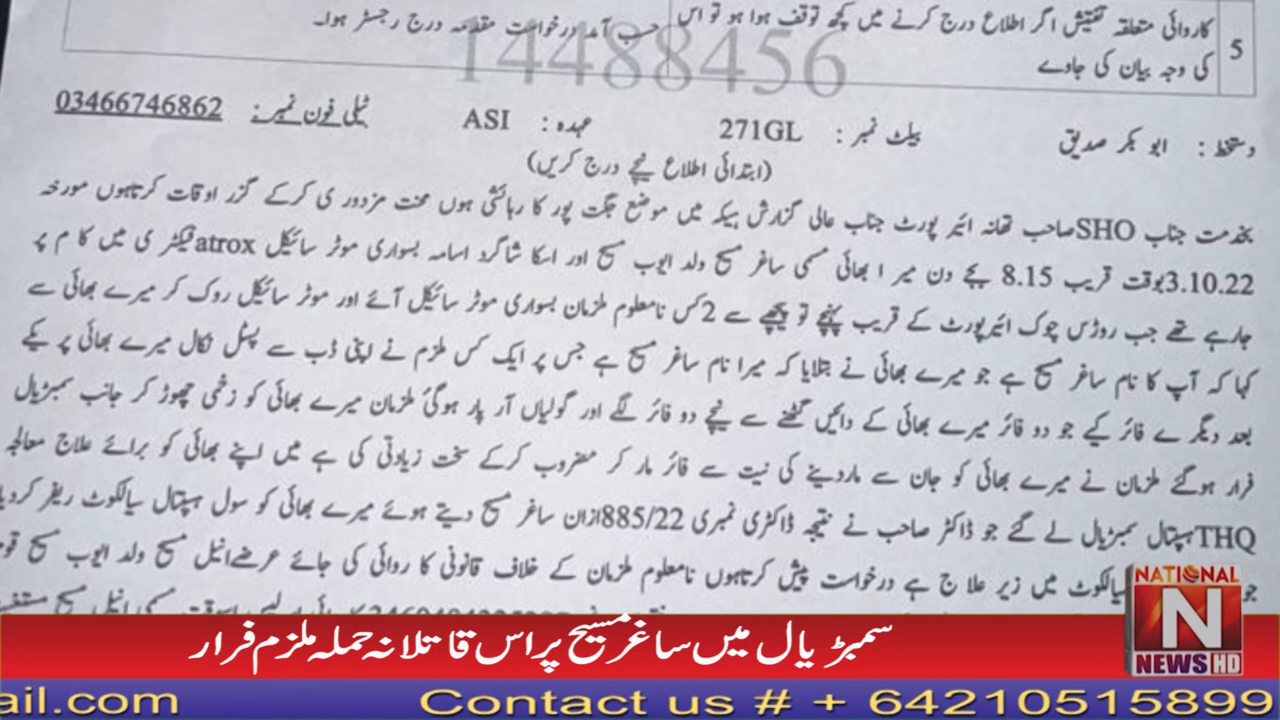 5 کاروائی متعلقہ تفتیش اگر اطلاع درج کرنے میں کچھ توقف ہوا ہو تو اس کی وجہ بیان کی جاوے
حسب آمد درخواست مقدمہ درج رجسٹر ہوا۔
14488456
دستخط : ابو بکر صدیق بیلٹ نمبر : 271GL عہدہ : ASI ٹیلی فون نمبر : 03466746862
(ابتدائی اطلاع نیچے درج کریں)
بخدمت جناب SHO صاحب تھانہ ائیر پورٹ جناب عالی گزارش ہیکہ میں موضع جگت پور کا رہائشی ہوں محنت مزدوری کرکے گزر اوقات کرتاہوں مورخہ
3.10.22 بوقت قریب 8.15 بجے دن میرا بھائی مسمی ساغر مسیح ولد ایوب مسیح اور اسکا شاگرد اسامہ بسواری موٹر سائیکل atrox فیکٹری میں کام پر
جارہے تھے جب روڑس چوک ائیرپورٹ کے قریب پہنچے تو پیچھے سے 2 کس نامعلوم ملزمان بسواری موٹر سائیکل آئے اور موٹر سائیکل روک کر میرے بھائی سے
کہا کہ آپ کا نام ساغر مسیح ہے جو میرے بھائی نے بتلایا کہ میرا نام ساغر مسیح ہے جس پر ایک کس ملزم نے اپنی ڈب سے پسٹل نکال میرے بھائی پر یکے
بعد دیگرے فائر کیے جو دو فائر میرے بھائی کے دائیں گھٹنے سے نیچے دو فائر لگے اور گولیاں آر پار ہوگئ ملزمان میرے بھائی کو زخمی چھوڑ کر جانب سمبڑیال
فرار ہوگئے ملزمان نے میرے بھائی کو جان سے ماردینے کی نیت سے فائر مار کر مضروب کرکے سخت زیادتی کی ہے میں اپنے بھائی کو برائے علاج معالجہ
THQ ہسپتال سمبڑیال لے گئے جو ڈاکٹر صاحب نے نتیجہ ڈاکٹری نمبری 885/22 ازان ساغر مسیح دیتے ہوئے میرے بھائی کو سول ہسپتال سیالکوٹ ریفر کردیا
جو سیالکوٹ میں زیر علاج ہے درخواست پیش کرتاہوں نامعلوم ملزمان کے خلاف قانونی کاروائی کی جائے عرضے انیل مسیح ولد ایوب مسیح
NATIONAL
N
NEWS HD
سمبڑیال میں ساغر مسیح پر اس قاتلانہ حملہ ملزم فرار
ail.com Contact us # + 64210515899